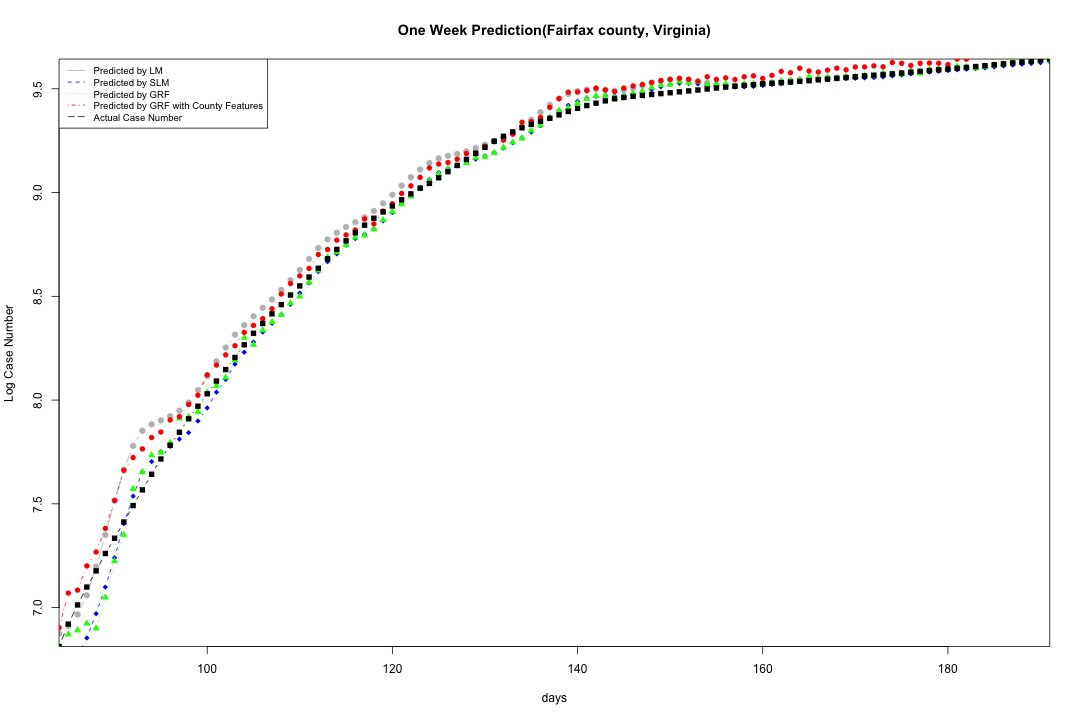 One Week Prediction(Fairfax county, Virginia)
Predicted by LM
Predicted by SLM
Predicted by GRF
Predicted by GRF with County Features
Actual Case Number
Log Case Number
9.5
9.0
8.5
8.0
7.5
7.0
100 120 140 160 180
days